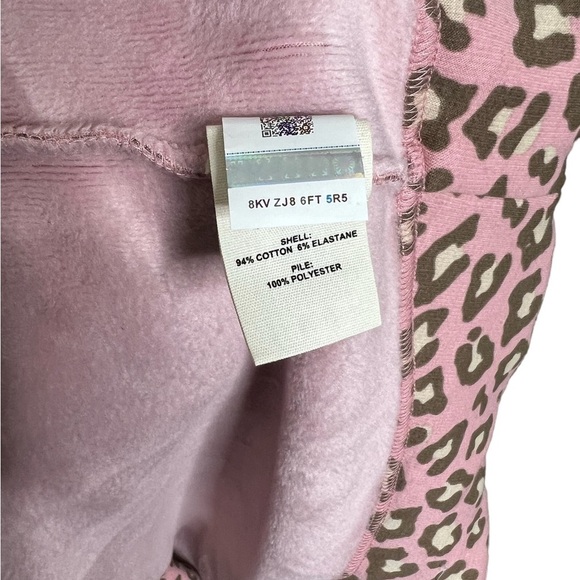 8KV ZJ8 6FT 5R5
SHELL:
94% COTTON 6% ELASTANE
PILE:
100% POLYESTER